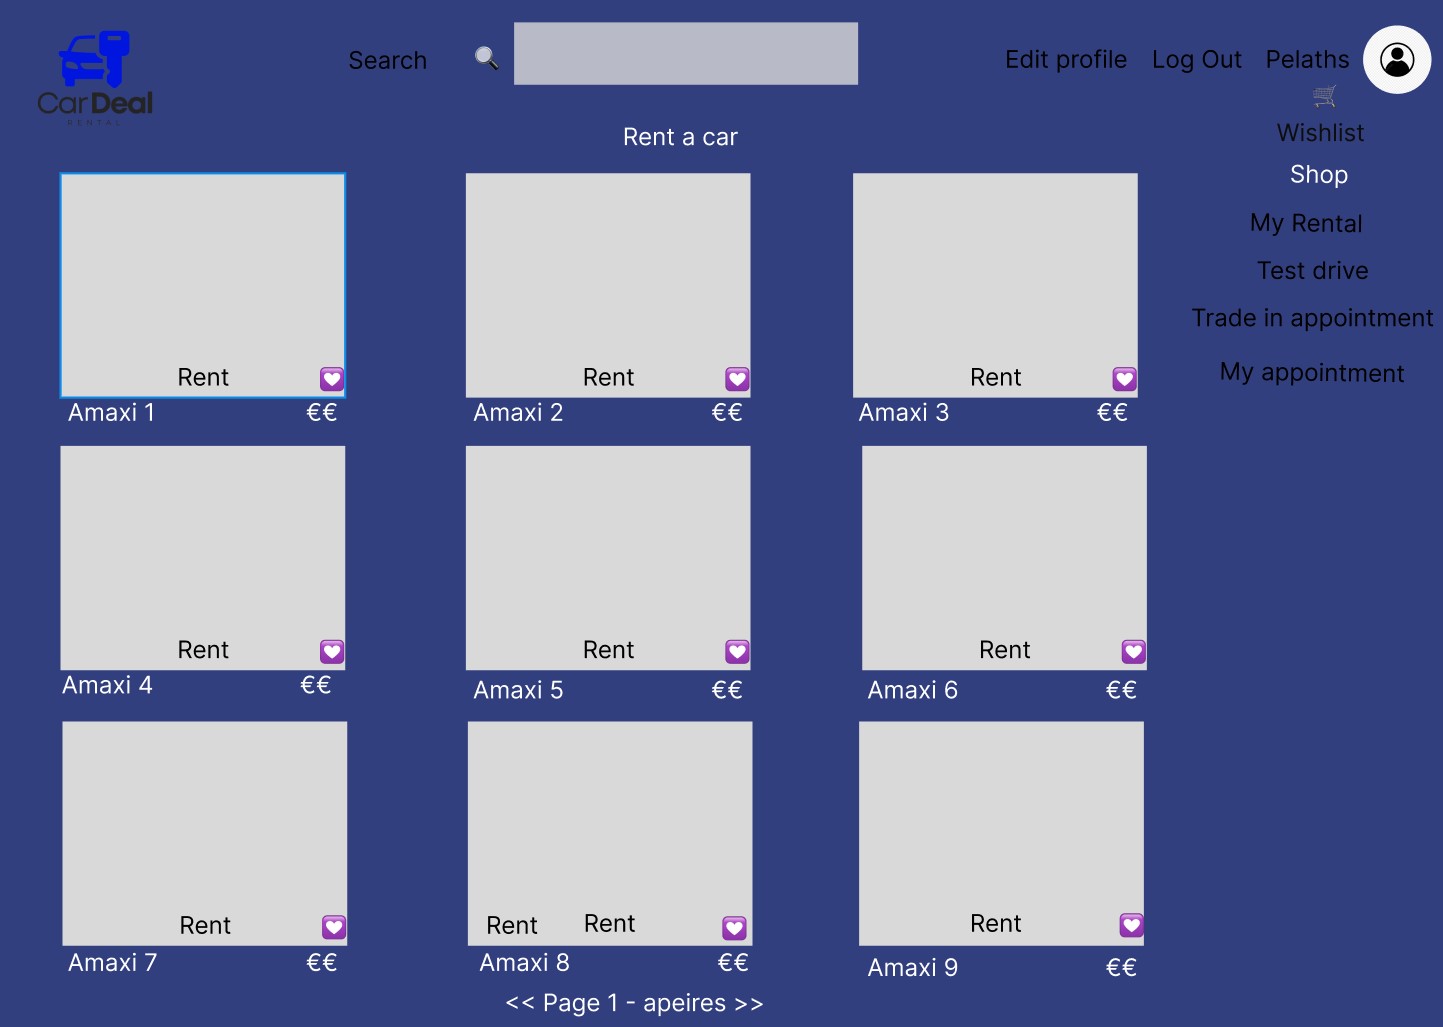 CarDeal
RENTAL
Search
Edit profile
Log Out
Pelaths
Wishlist
Shop
My Rental
Test drive
Trade in appointment
My appointment
Rent a car
Rent
Rent
Rent
Amaxi 1 €€
Amaxi 2 €€
Amaxi 3 €€
Rent
Rent
Rent
Amaxi 4 €€
Amaxi 5 €€
Amaxi 6 €€
Rent
Rent Rent
Rent
Amaxi 7 €€
Amaxi 8 €€
Amaxi 9 €€
<< Page 1 - apeires >>